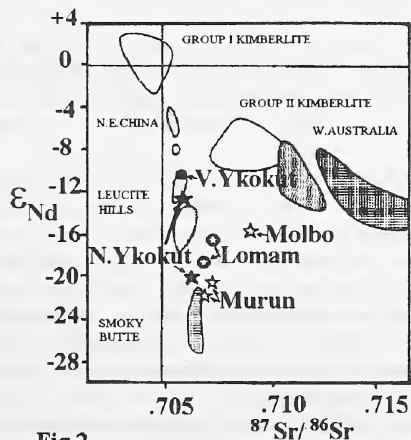 +4
GROUP I KIMBERLITE
0
-4
GROUP II KIMBERLITE
N.E.CHINA
W.AUSTRALIA
-8
V.Ykokut
-12
LEUCITE
HILLS
εNd
-16
Molbo
N.Ykokut
Lomam
-20
Murun
-24
SMOKY
BUTTE
-28
.705
.710
.715
87Sr/86Sr
Fig 2